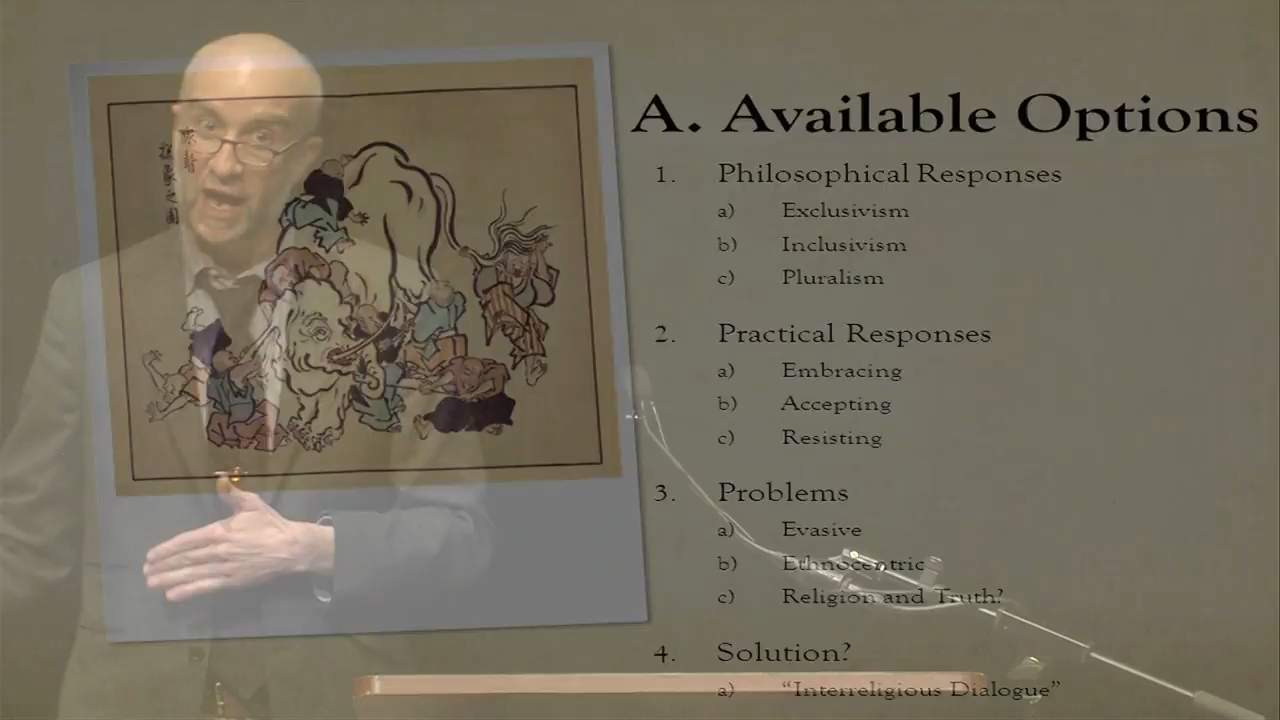 A. Available Options
1. Philosophical Responses
a) Exclusivism
b) Inclusivism
c) Pluralism
2. Practical Responses
a) Embracing
b) Accepting
c) Resisting
3. Problems
a) Evasive
b) Ethnocentric
c) Religion and Truth?
4. Solution?
a) “Interreligious Dialogue”